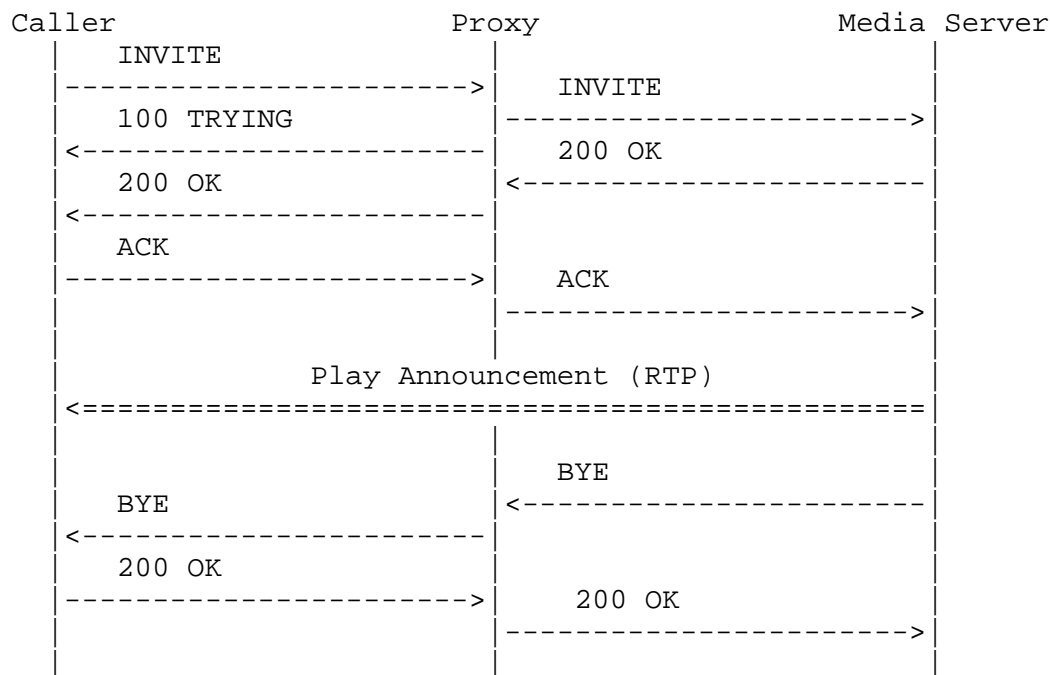 Caller Proxy Media Server
INVITE
INVITE
100 TRYING
200 OK
200 OK
ACK
ACK
Play Announcement (RTP)
BYE
BYE
200 OK
200 OK